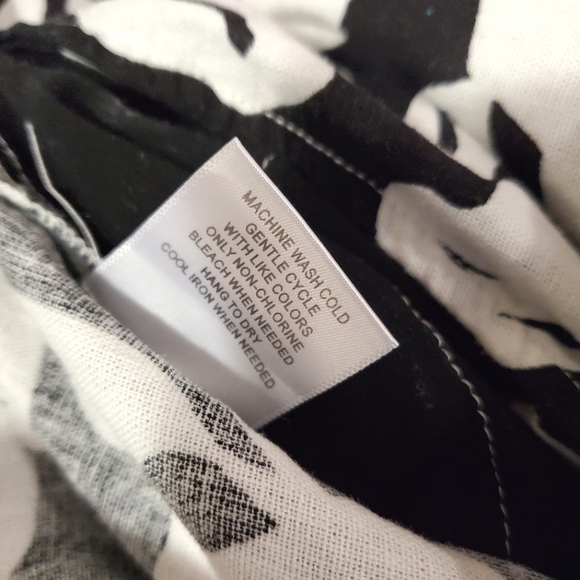 MACHINE WASH COLD
GENTLE CYCLE
WITH LIKE COLORS
ONLY NON-CHLORINE
BLEACH WHEN NEEDED
HANG TO DRY
COOL IRON WHEN NEEDED